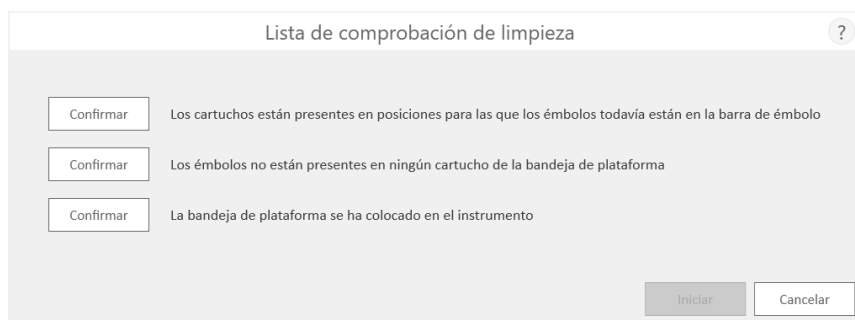 Lista de comprobación de limpieza
?
Confirmar Los cartuchos están presentes en posiciones para las que los émbolos todavía están en la barra de émbolo
Confirmar Los émbolos no están presentes en ningún cartucho de la bandeja de plataforma
Confirmar La bandeja de plataforma se ha colocado en el instrumento
Iniciar Cancelar